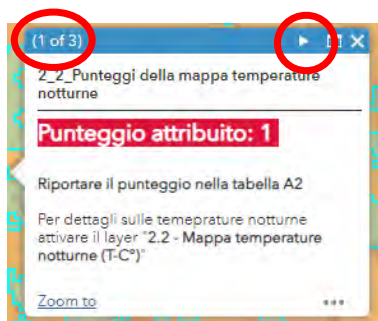 (1 of 3)
2_2_Punteggi della mappa temperature
notturne
Punteggio attribuito: 1
Riportare il punteggio nella tabella A2
Per dettagli sulle temeprature notturne
attivare il layer "2.2 - Mappa temperature
notturne (T-C°)"
Zoom to